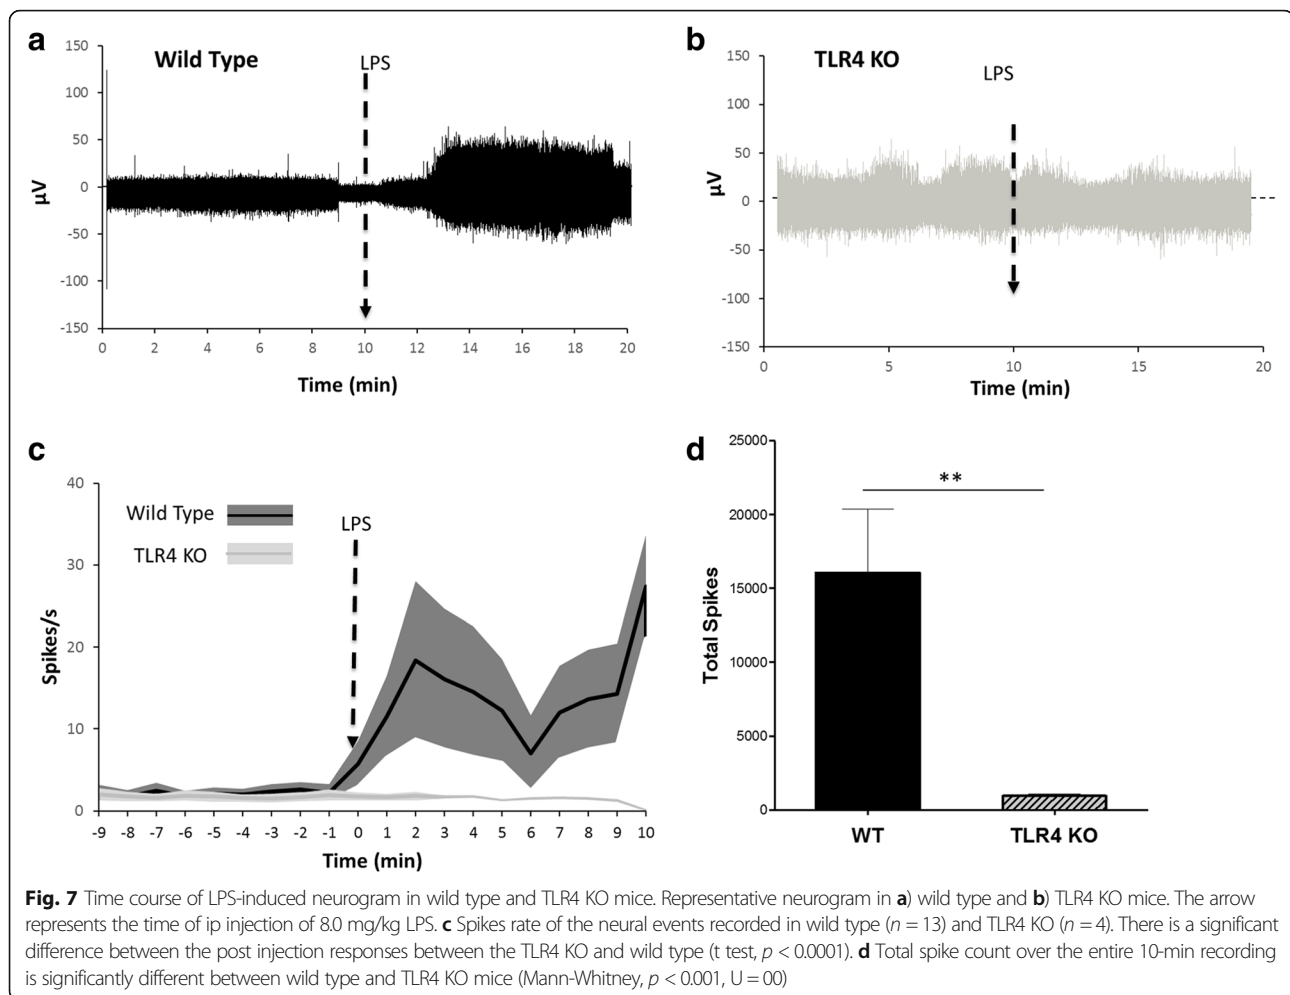 a
Wild Type
LPS
150
100
50
0
-50
-100
-150
µV
0 2 4 6 8 10 12 14 16 18 20
Time (min)
b
TLR4 KO
LPS
150
100
50
0
-50
-100
-150
µV
0 5 10 15 20
Time (min)
c
40
30
20
10
0
Spikes/s
Wild Type
TLR4 KO
LPS
-9 -8 -7 -6 -5 -4 -3 -2 -1 0 1 2 3 4 5 6 7 8 9 10
Time (min)
d
25000
20000
15000
10000
5000
0
Total Spikes
**
WT TLR4 KO
Fig. 7 Time course of LPS-induced neurogram in wild type and TLR4 KO mice. Representative neurogram in a) wild type and b) TLR4 KO mice. The arrow
represents the time of ip injection of 8.0 mg/kg LPS. c Spikes rate of the neural events recorded in wild type (n = 13) and TLR4 KO (n = 4). There is a significant
difference between the post injection responses between the TLR4 KO and wild type (t test, p < 0.0001). d Total spike count over the entire 10-min recording
is significantly different between wild type and TLR4 KO mice (Mann-Whitney, p < 0.001, U = 00)